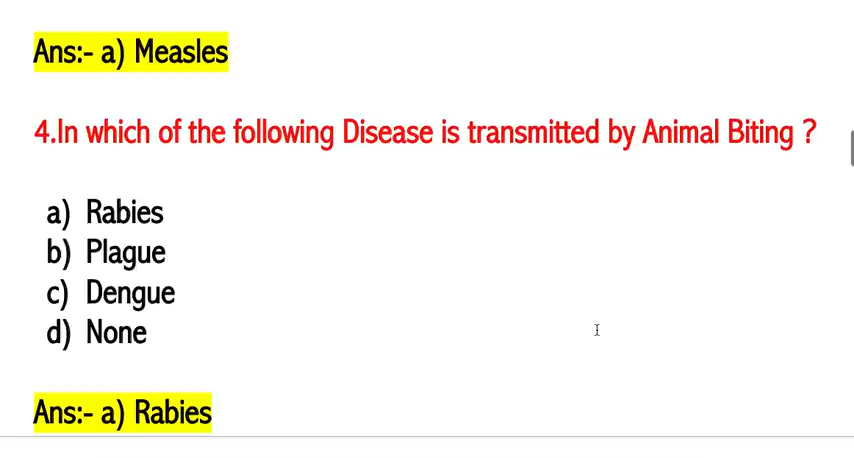 Ans:- a) Measles
4.In which of the following Disease is transmitted by Animal Biting ?
a) Rabies
b) Plague
c) Dengue
d) None
Ans:- a) Rabies